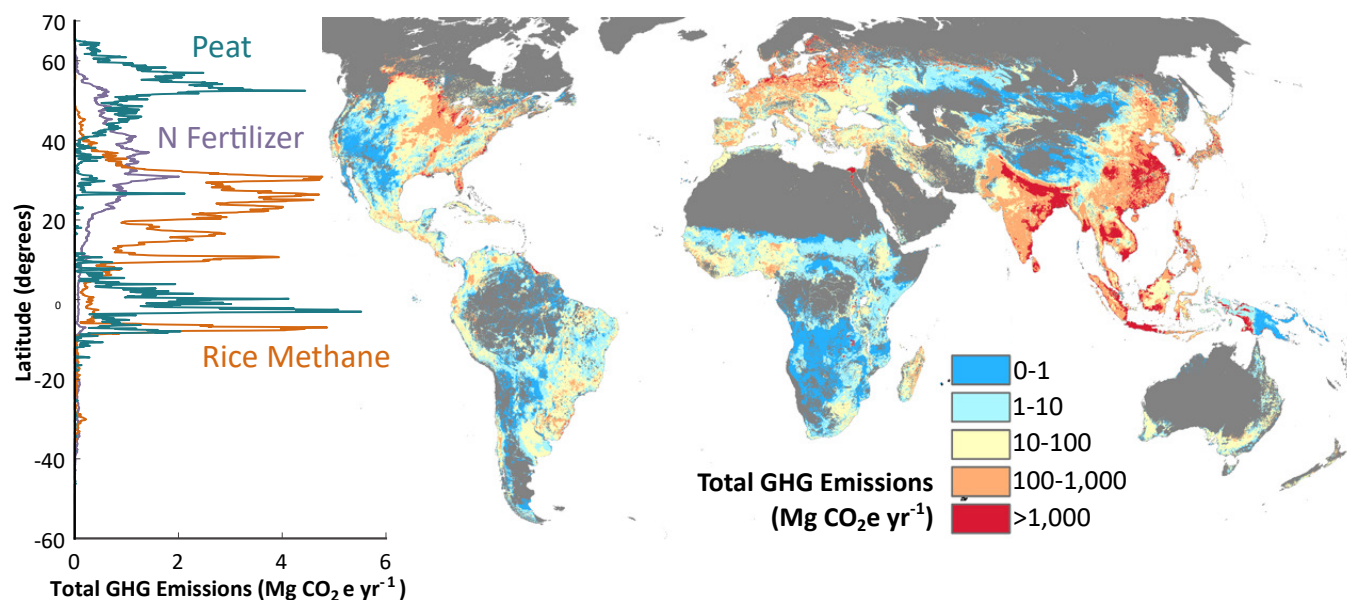 70
60
40
20
0
-20
-40
-60
Latitude (degrees)
Peat
N Fertilizer
Rice Methane
0 2 4 6
Total GHG Emissions (Mg CO₂ e yr⁻¹ )
Total GHG Emissions
(Mg CO₂e yr⁻¹)
0-1
1-10
10-100
100-1,000
>1,000